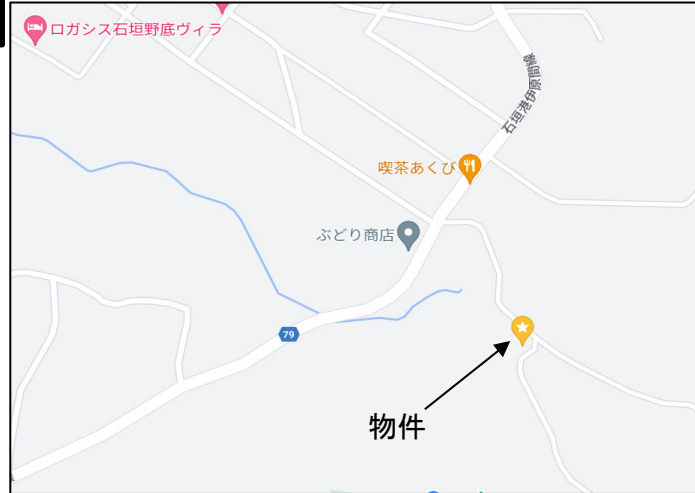 ロガシス石垣野底ヴィラ
石垣港伊原間線
喫茶あくび
ぶどり商店
79
物件